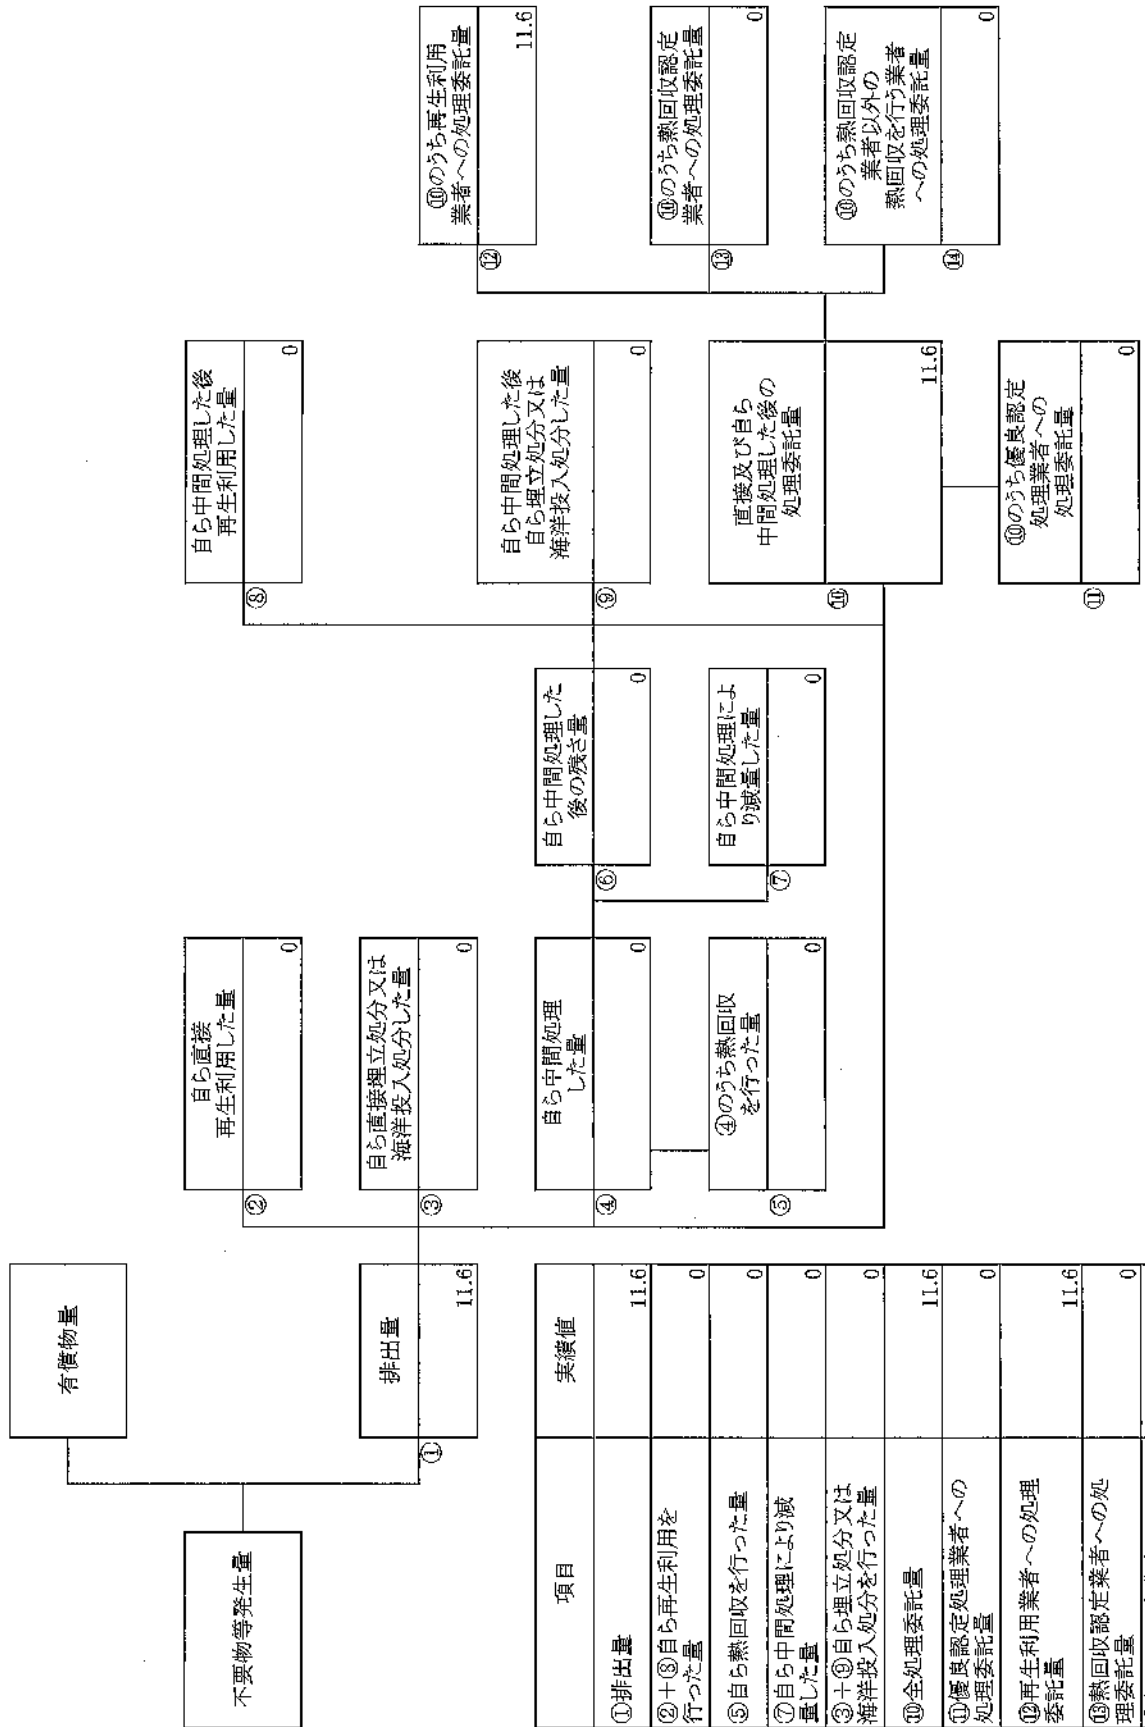 有償物量
不要物等発生量
排出量
①
11.6
自ら直接
再生利用した量
②
0
自ら直接埋立処分又は
海洋投入処分した量
③
0
自ら中間処理
した量
④
0
④のうち熱回収
を行った量
⑤
0
自ら中間処理した
後の残さ量
⑥
0
自ら中間処理によ
り減量した量
⑦
0
自ら中間処理した後
再生利用した量
⑧
0
自ら中間処理した後
自ら埋立処分又は
海洋投入処分した量
⑨
0
直接及び自ら
中間処理した後の
処理委託量
⑩
11.6
⑩のうち優良認定
処理業者への
処理委託量
⑪
0
⑩のうち再生利用
業者への処理委託量
⑫
11.6
⑩のうち熱回収認定
業者への処理委託量
⑬
0
⑩のうち熱回収認定
業者以外の
熱回収を行う業者
への処理委託量
⑭
0
項目 実績値
①排出量 11.6
②+⑧自ら再生利用を
行った量 0
⑤自ら熱回収を行った量 0
⑦自ら中間処理により減
量した量 0
③+⑨自ら埋立処分又は
海洋投入処分を行った量 0
⑩全処理委託量 11.6
⑪優良認定処理業者への
処理委託量 0
⑫再生利用業者への処理
委託量 11.6
⑬熱回収認定業者への処
理委託量 0